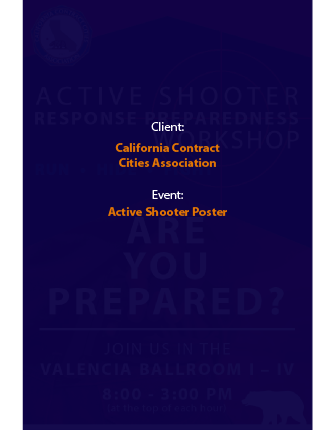 ACTIVE SHOOTER
RESPONSE PREPAREDNESS
Client:
WORKSHOP
California Contract
Cities Association
Event:
Active Shooter Poster
ARE
YOU
PREPARED?
JOIN US IN THE
VALENCIA BALLROOM I – IV
8:00 - 3:00 PM